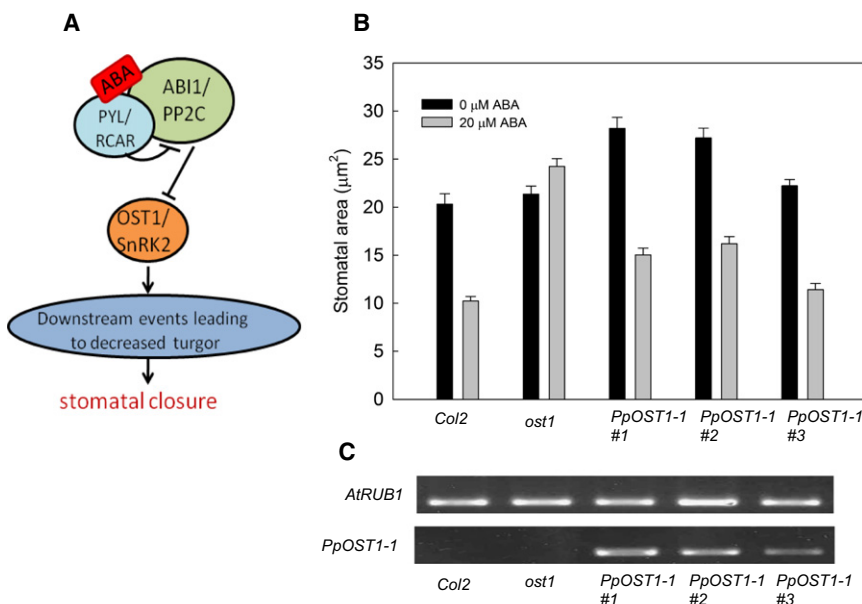 A
ABA
ABI1/
PP2C
PYL/
RCAR
OST1/
SnRK2
Downstream events leading
to decreased turgor
stomatal closure
B
35
30
25
20
15
10
5
0
Stomatal area (μm²)
0 μM ABA
20 μM ABA
Col2
ost1
PpOST1-1
#1
PpOST1-1
#2
PpOST1-1
#3
C
AtRUB1
PpOST1-1
Col2
ost1
PpOST1-1
#1
PpOST1-1
#2
PpOST1-1
#3